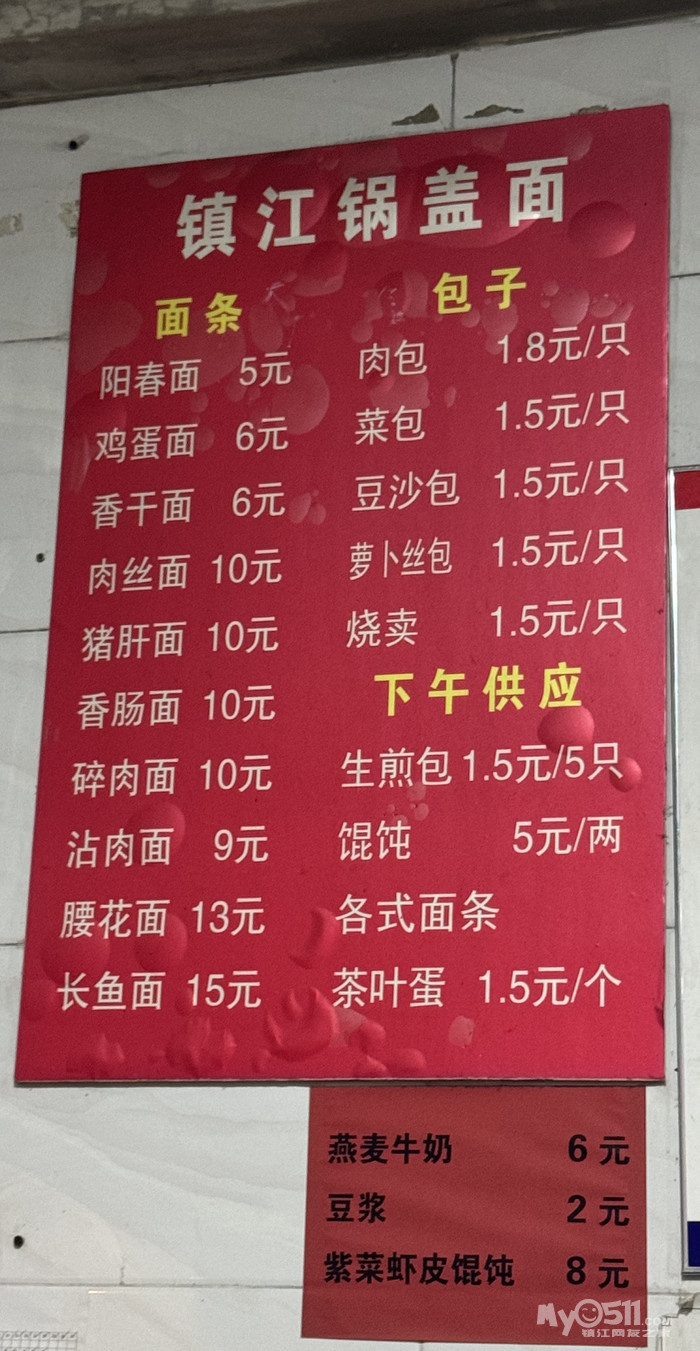 镇江锅盖面
面条
阳春面 5元
鸡蛋面 6元
香干面 6元
肉丝面 10元
猪肝面 10元
香肠面 10元
碎肉面 10元
沾肉面 9元
腰花面 13元
长鱼面 15元
包子
肉包 1.8元/只
菜包 1.5元/只
豆沙包 1.5元/只
萝卜丝包 1.5元/只
烧卖 1.5元/只
下午供应
生煎包 1.5元/5只
馄饨 5元/两
各式面条
茶叶蛋 1.5元/个
燕麦牛奶 6元
豆浆 2元
紫菜虾皮馄饨 8元
My0511.com
镇江网友之家